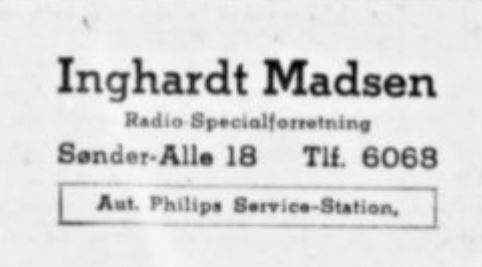 Inghardt Madsen
Radio-Specialforretning
Sønder-Alle 18 Tlf. 6068
Aut. Philips Service-Station.